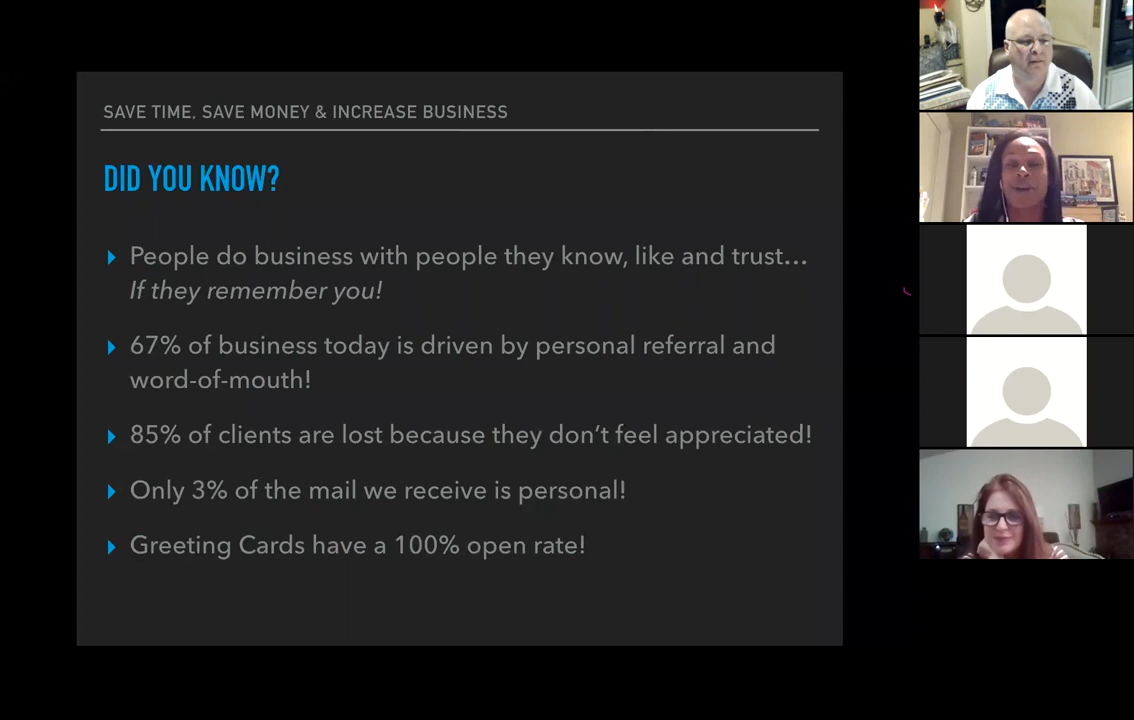 SAVE TIME, SAVE MONEY & INCREASE BUSINESS
DID YOU KNOW?
People do business with people they know, like and trust…
If they remember you!
67% of business today is driven by personal referral and
word-of-mouth!
85% of clients are lost because they don’t feel appreciated!
Only 3% of the mail we receive is personal!
Greeting Cards have a 100% open rate!